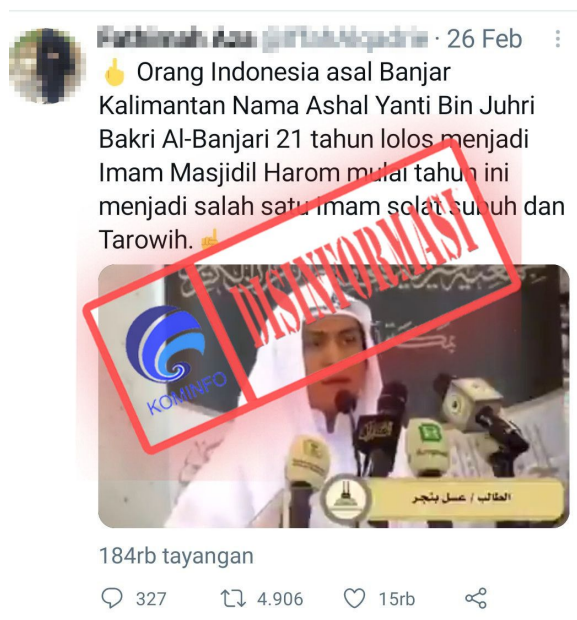 · 26 Feb
Orang Indonesia asal Banjar
Kalimantan Nama Ashal Yanti Bin Juhri
Bakri Al-Banjari 21 tahun lolos menjadi
Imam Masjidil Harom mulai tahun ini
menjadi salah satu Imam solat subuh dan
Tarowih.
DISINFORMASI
KOMINFO
الطالب / عسل بنجر
184rb tayangan
327 4.906 15rb